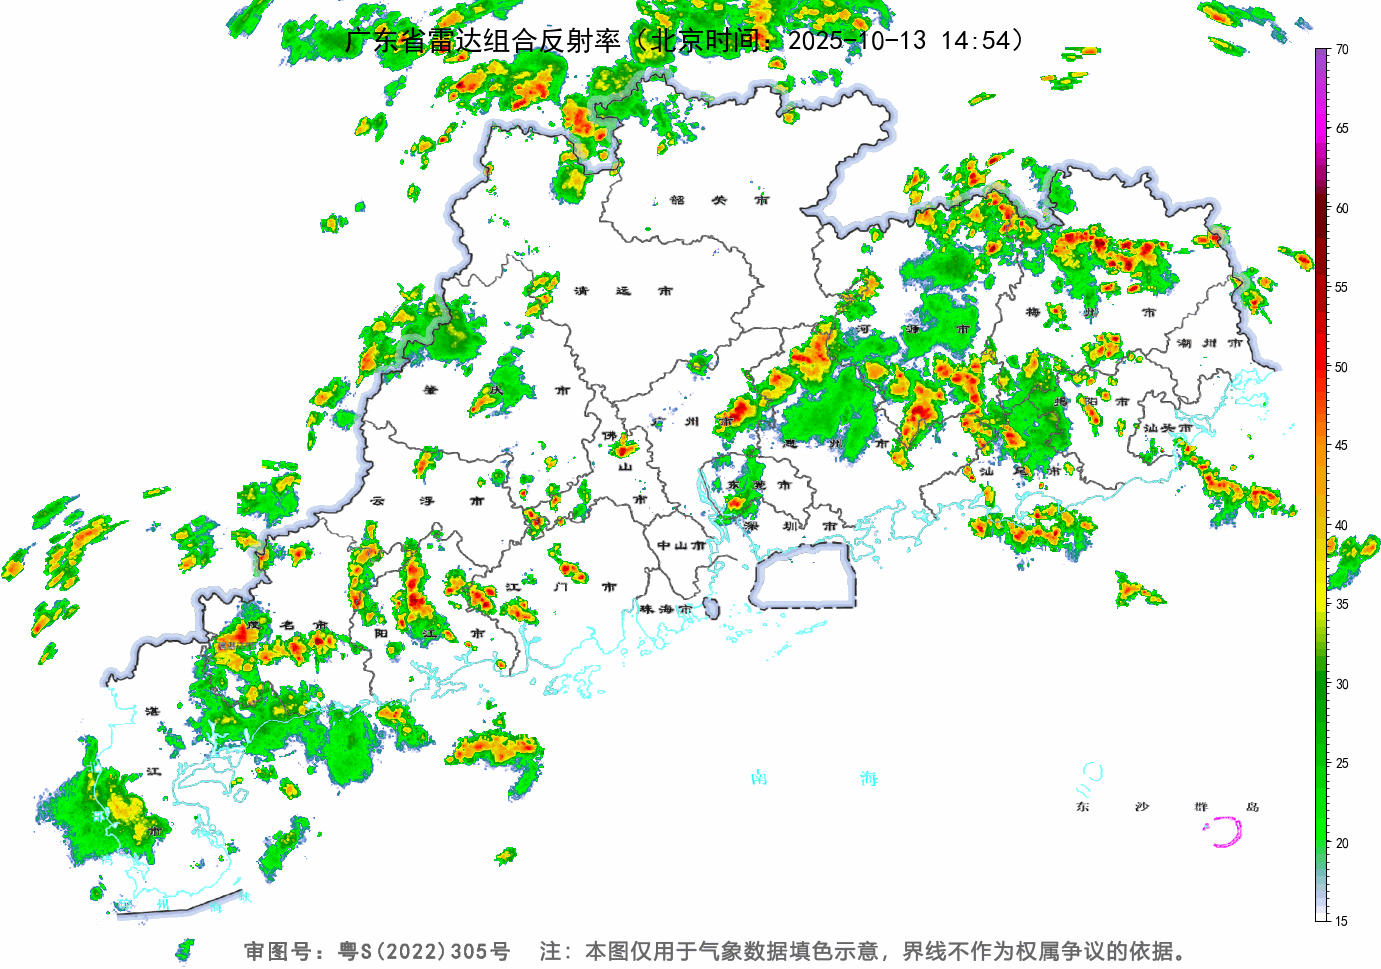 广东省雷达组合反射率（北京时间：2025-10-13 14:54）
70
65
60
55
50
45
40
35
30
25
20
15
韶 关 市
清 远 市
河 源 市
梅 州 市
潮 州 市
肇 庆 市
广 州 市
佛 山 市
惠 州 市
揭 阳 市
汕头市
汕 尾 市
东 莞 市
云 浮 市
深 圳 市
中山市
江 门 市
珠海市
茂 名 市
阳 江 市
湛 江 市
南 海
东 沙 群 岛
琼 州 海 峡
审图号：粤S(2022)305号 注：本图仅用于气象数据填色示意，界线不作为权属争议的依据。